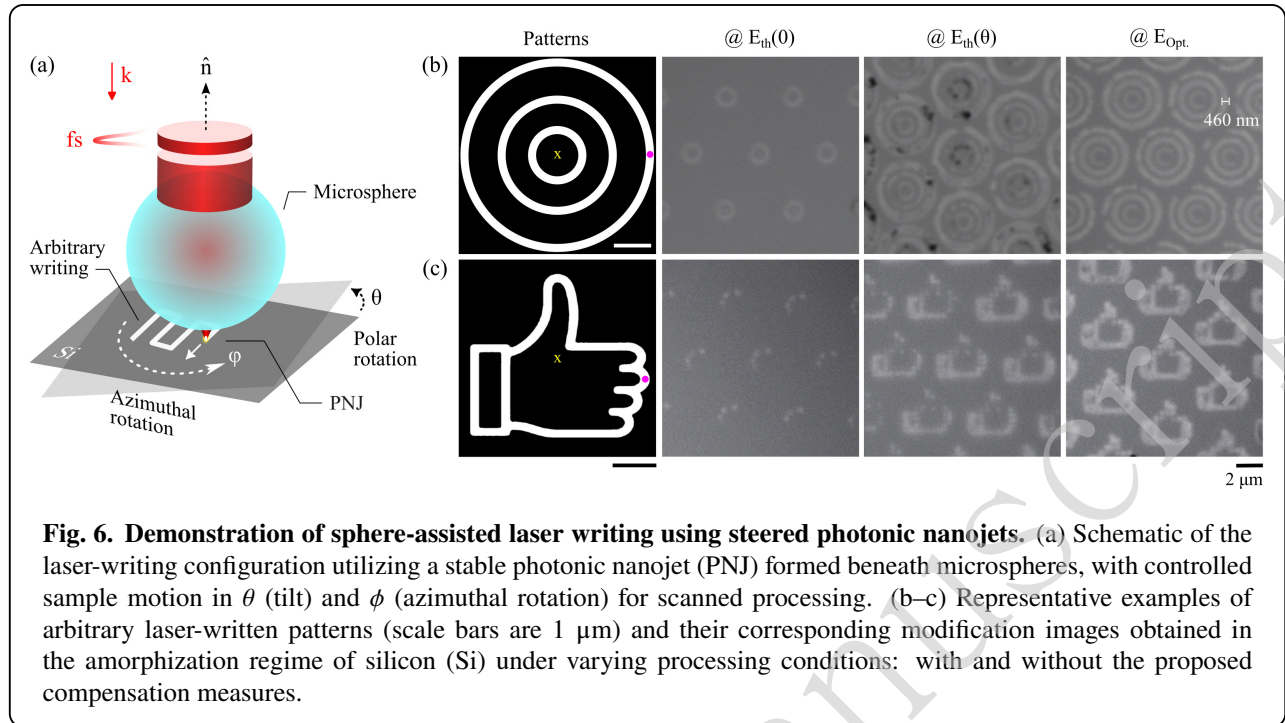 Patterns
@ E_th(0)
@ E_th(θ)
@ E_Opt.
(a)
k
n̂
fs
Microsphere
Arbitrary
writing
θ
Polar
rotation
Si
φ
PNJ
Azimuthal
rotation
(b)
x
460 nm
(c)
x
2 μm
Fig. 6. Demonstration of sphere-assisted laser writing using steered photonic nanojets. (a) Schematic of the
laser-writing configuration utilizing a stable photonic nanojet (PNJ) formed beneath microspheres, with controlled
sample motion in θ (tilt) and ϕ (azimuthal rotation) for scanned processing. (b–c) Representative examples of
arbitrary laser-written patterns (scale bars are 1 μm) and their corresponding modification images obtained in
the amorphization regime of silicon (Si) under varying processing conditions: with and without the proposed
compensation measures.